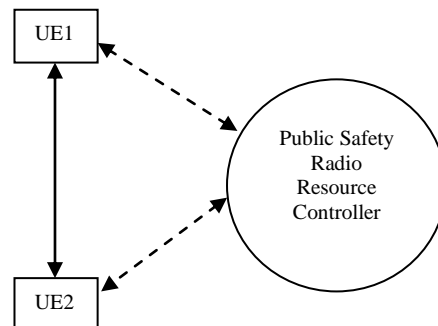 UE1
Public Safety
Radio
Resource
Controller
UE2